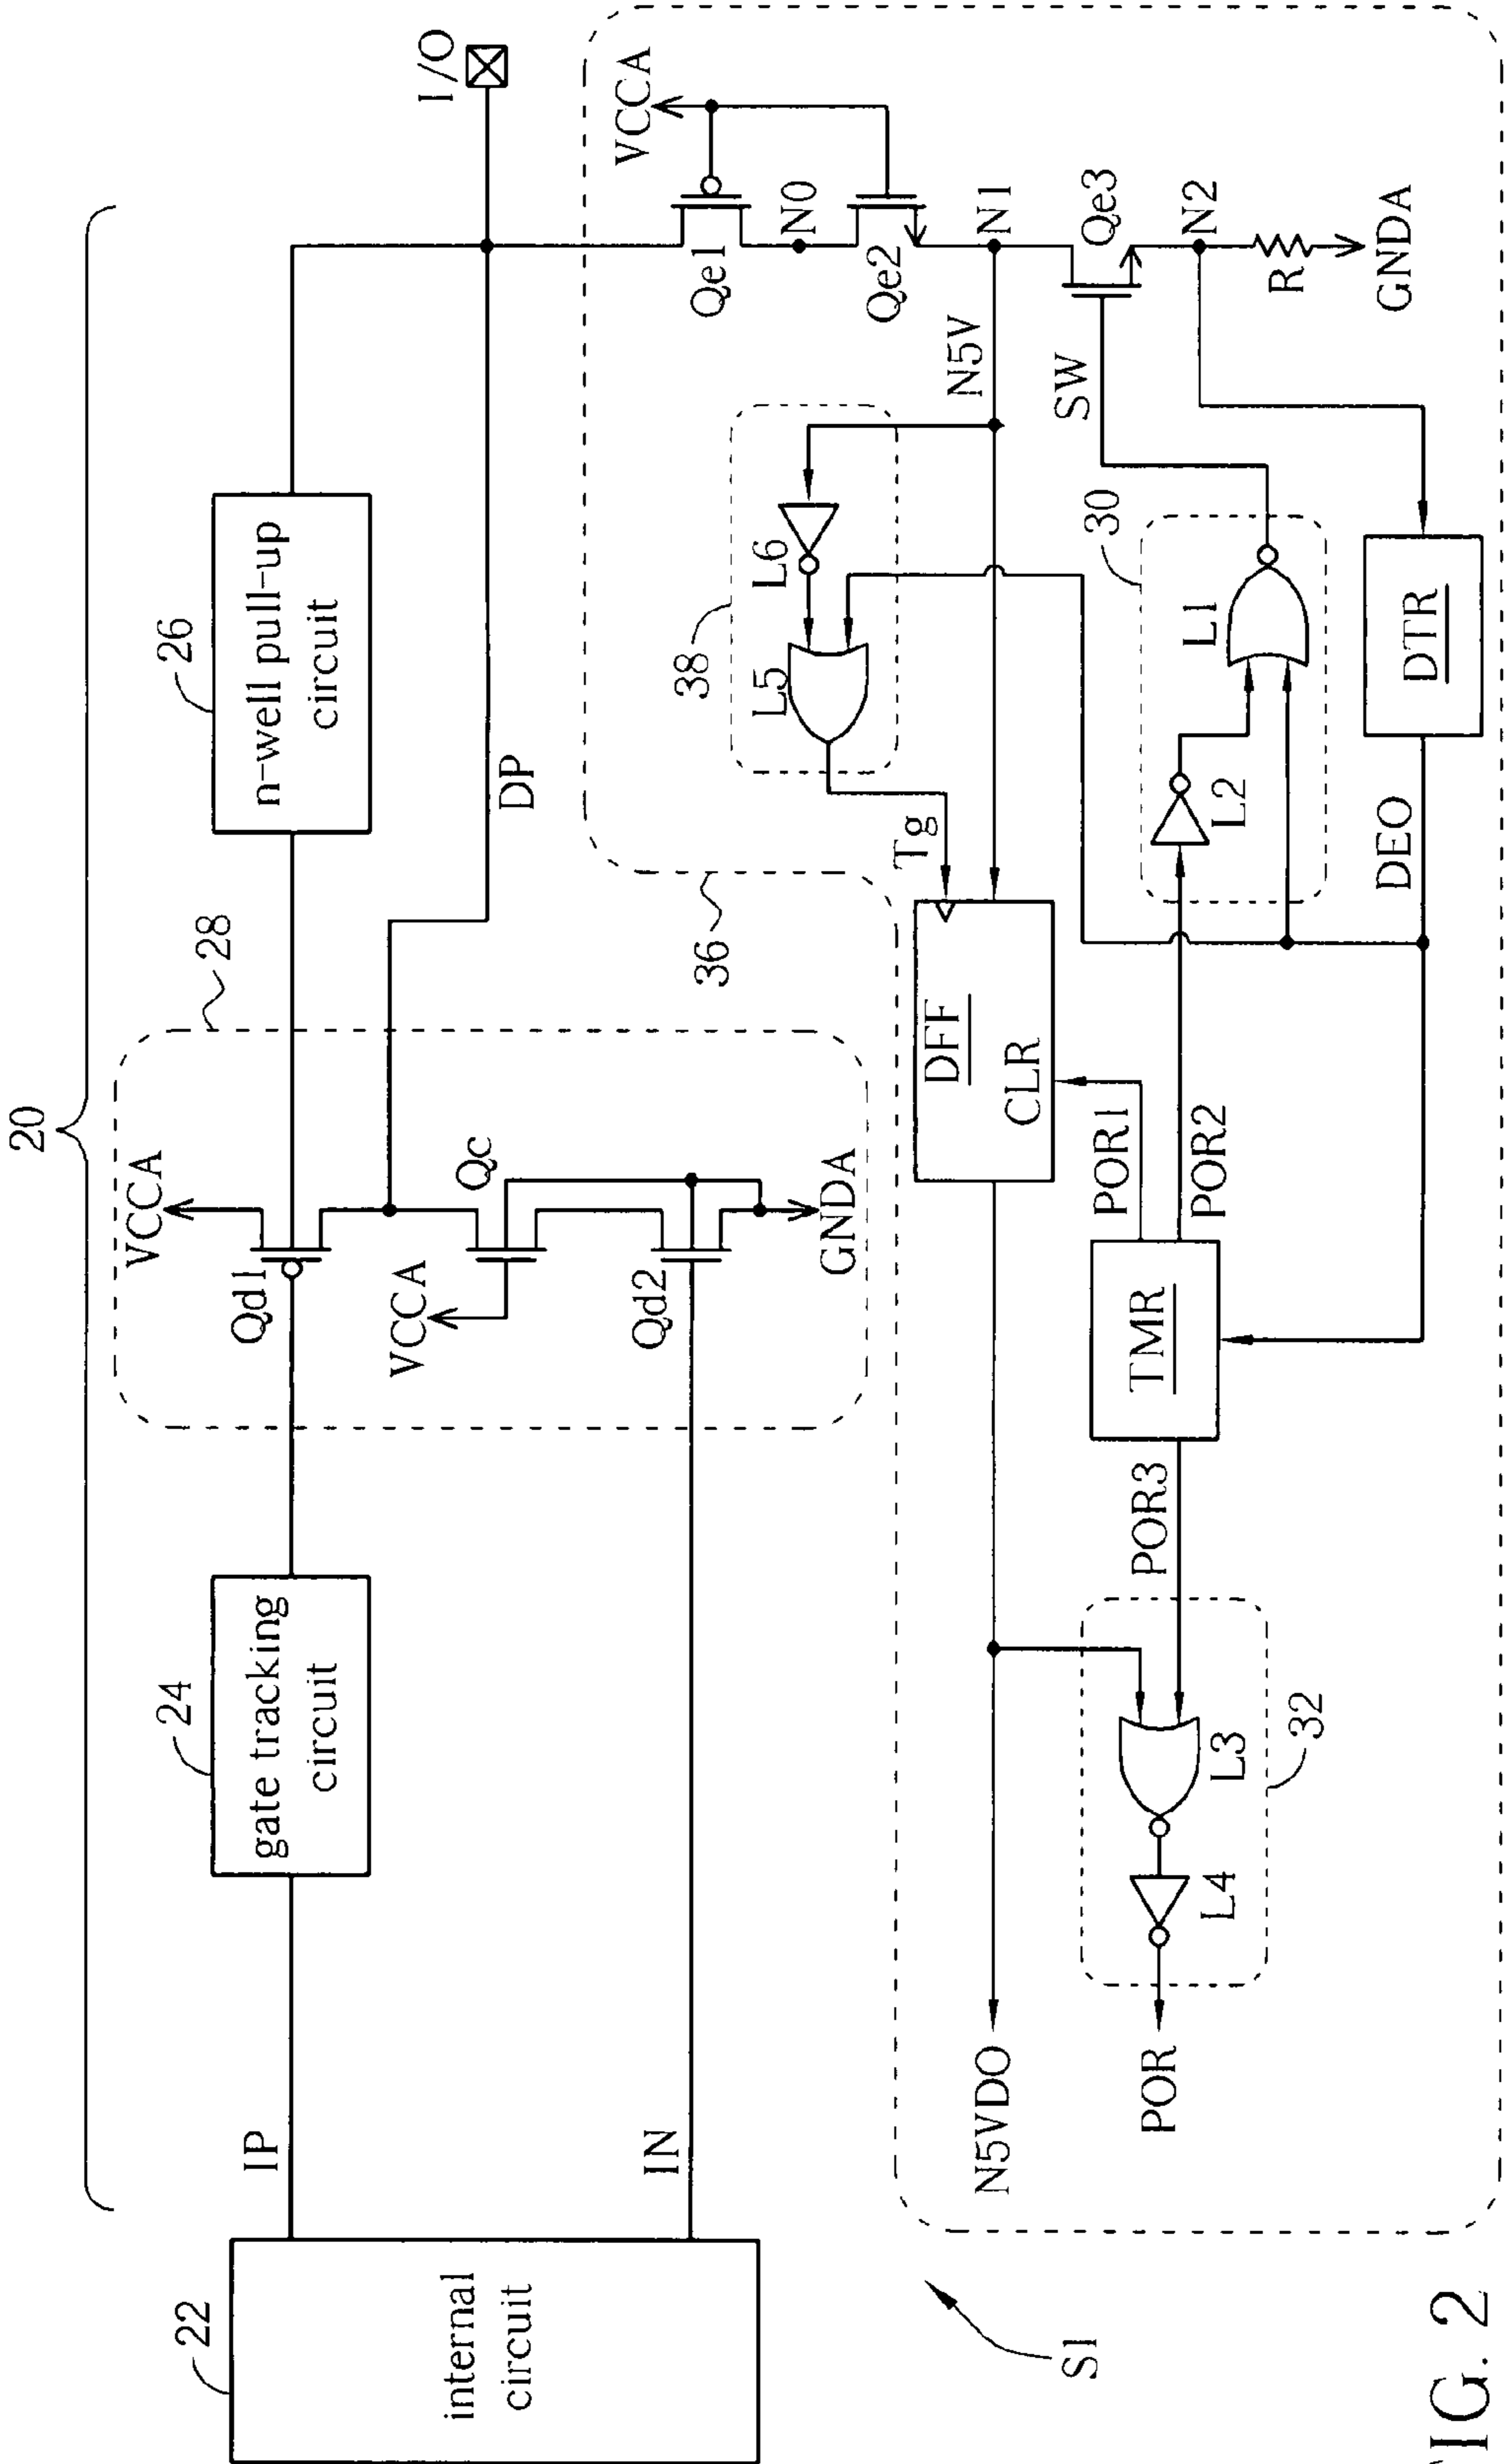 20
22
internal
circuit
IP
IN
24
gate tracking
circuit
28
VCCA
Qd1
VCCA
Qc
Qd2
GNDA
26
n-well pull-up
circuit
DP
I/O
36
VCCA
Qe1
N0
Qe2
N1
N5V
Qe3
SW
N2
R
GNDA
38
L6
L5
Tg
DFF
CLR
N5VDO
POR1
POR2
POR3
TMR
30
L1
L2
DTR
DEO
32
L3
L4
POR
S1
IG. 2